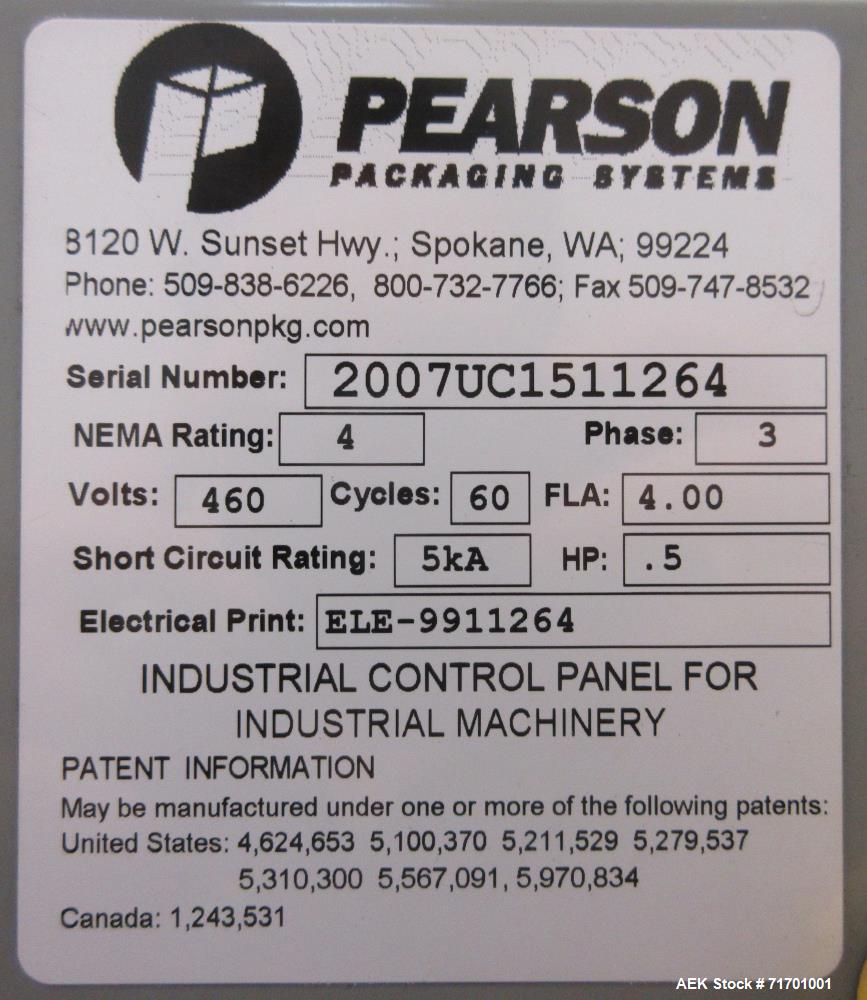 PEARSON
PACKAGING SYSTEMS
8120 W. Sunset Hwy.; Spokane, WA; 99224
Phone: 509-838-6226, 800-732-7766; Fax 509-747-8532
www.pearsonpkg.com
Serial Number: 2007UC1511264
NEMA Rating: 4 Phase: 3
Volts: 460 Cycles: 60 FLA: 4.00
Short Circuit Rating: 5kA HP: .5
Electrical Print: ELE-9911264
INDUSTRIAL CONTROL PANEL FOR
INDUSTRIAL MACHINERY
PATENT INFORMATION
May be manufactured under one or more of the following patents:
United States: 4,624,653 5,100,370 5,211,529 5,279,537
5,310,300 5,567,091, 5,970,834
Canada: 1,243,531
AEK Stock # 71701001